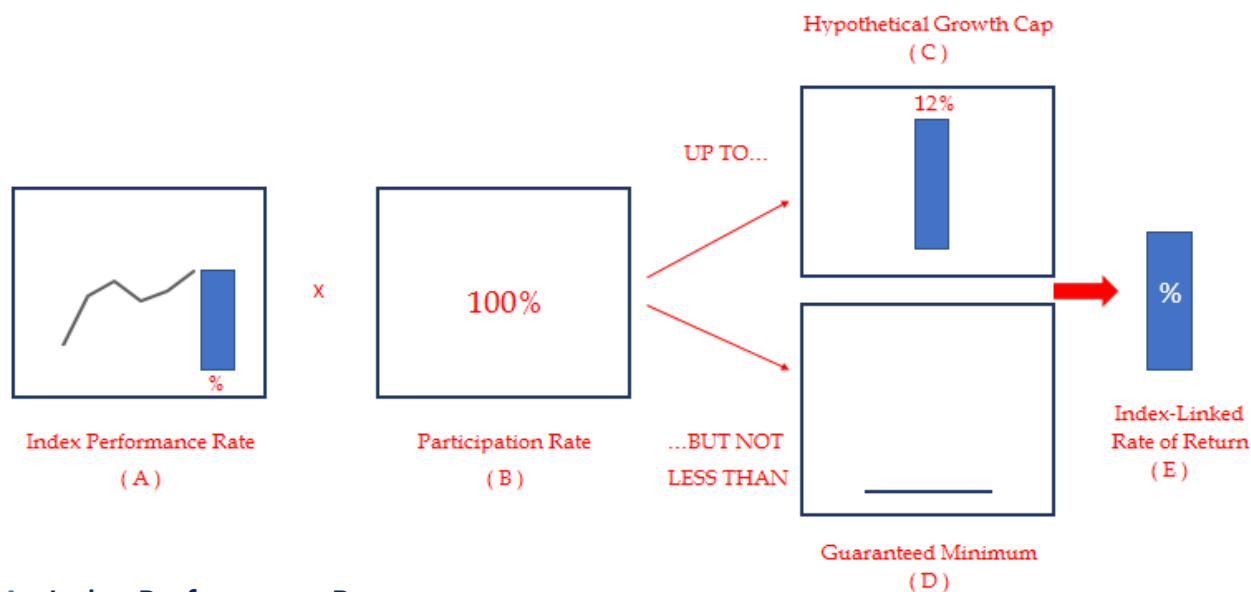 Hypothetical Growth Cap
( C )
12%
UP TO...
%
x
100%
%
Index Performance Rate
( A )
Participation Rate
( B )
...BUT NOT
LESS THAN
Index-Linked
Rate of Return
( E )
Guaranteed Minimum
( D )